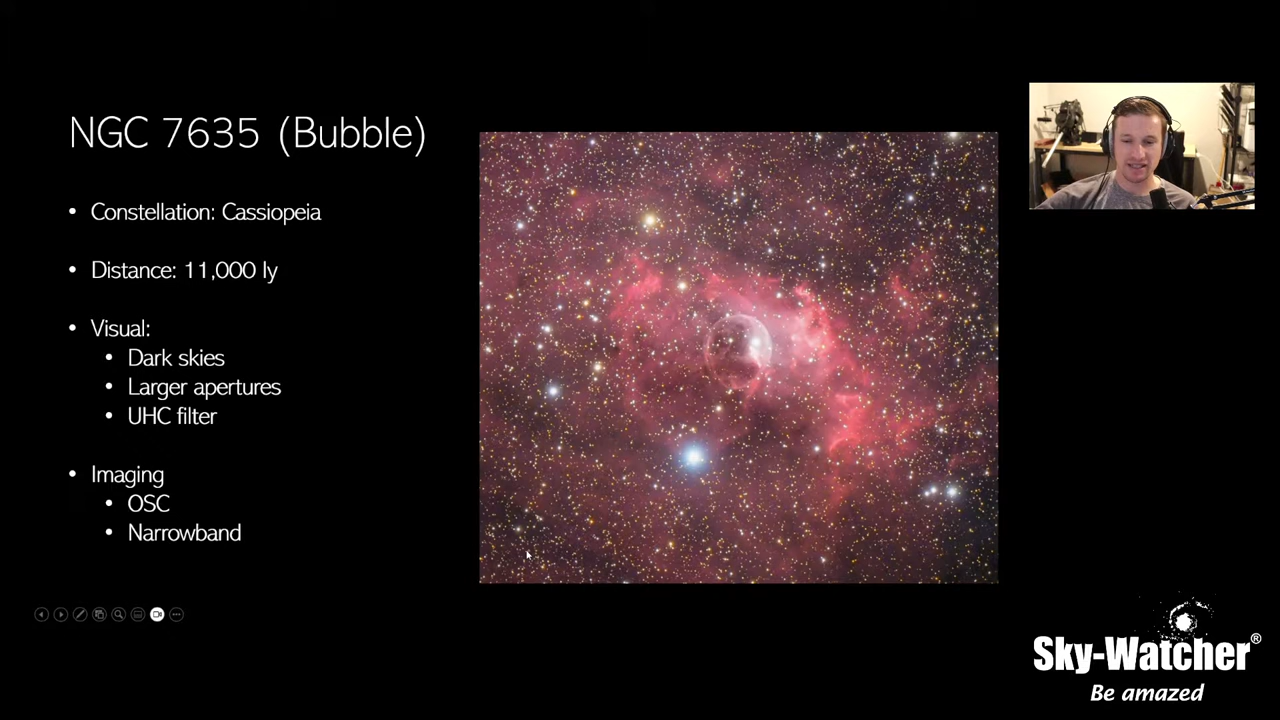 NGC 7635 (Bubble)
• Constellation: Cassiopeia
• Distance: 11,000 ly
• Visual:
• Dark skies
• Larger apertures
• UHC filter
• Imaging
• OSC
• Narrowband
Sky-Watcher®
Be amazed